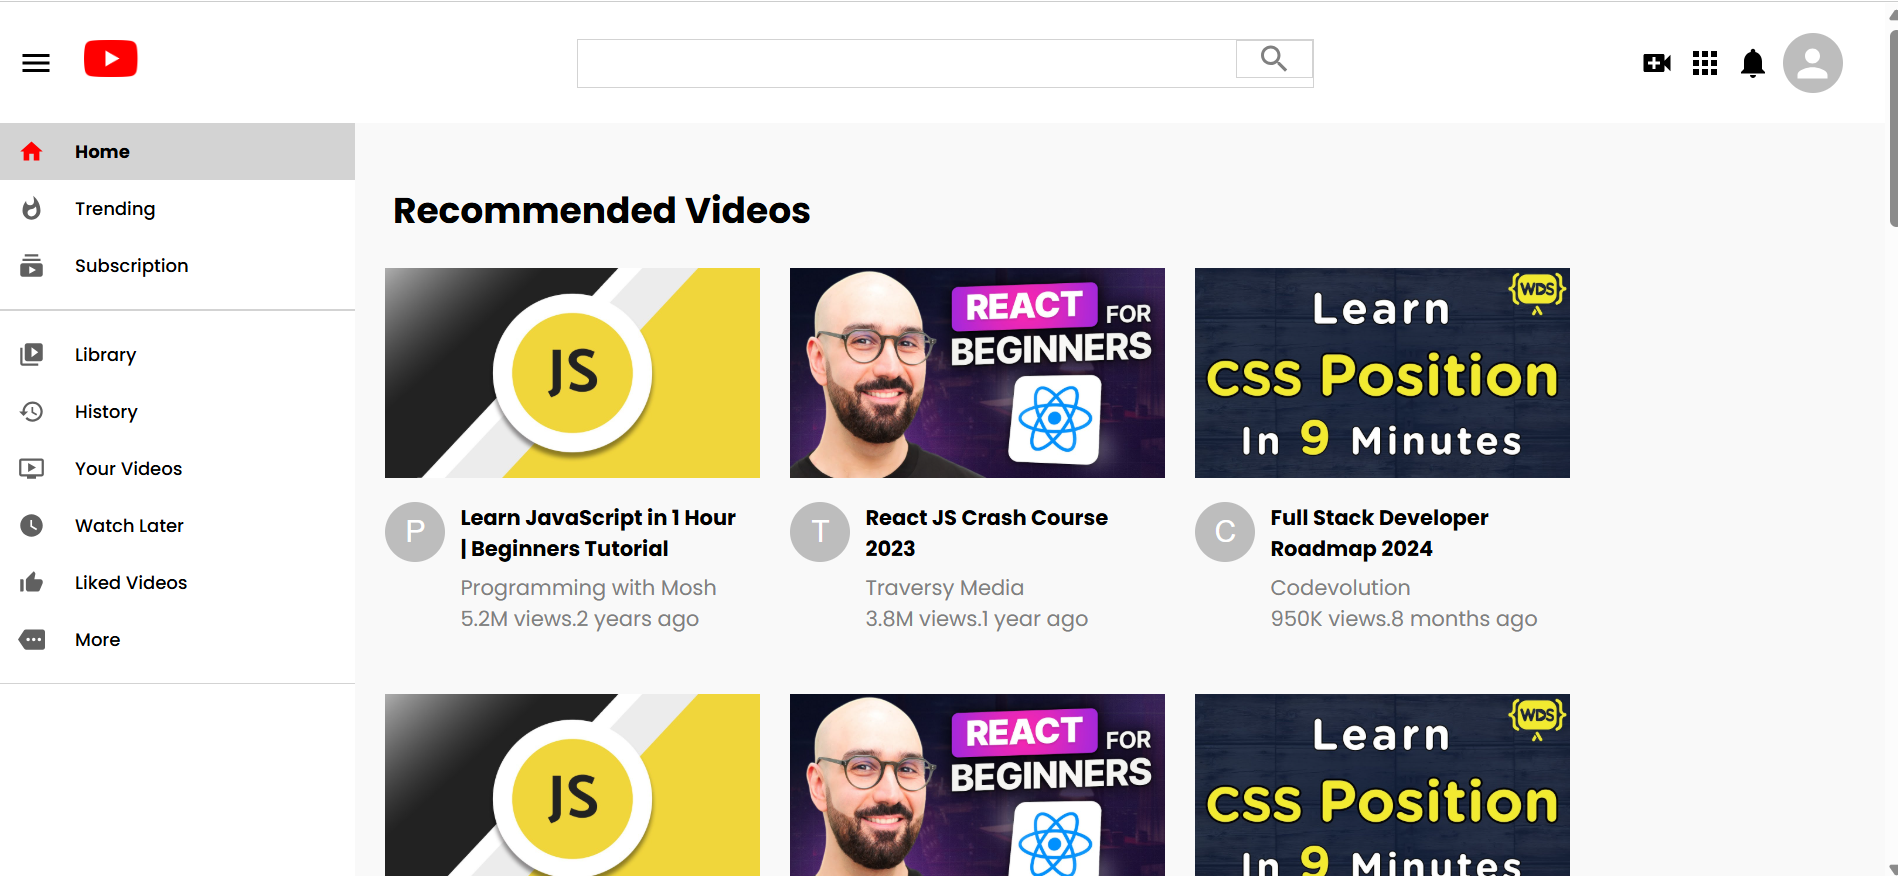 Home
Trending
Subscription
Library
History
Your Videos
Watch Later
Liked Videos
More
Recommended Videos
JS
REACT FOR
BEGINNERS
WDS
Learn
CSS Position
In 9 Minutes
P
Learn JavaScript in 1 Hour
| Beginners Tutorial
Programming with Mosh
5.2M views.2 years ago
T
React JS Crash Course
2023
Traversy Media
3.8M views.1 year ago
C
Full Stack Developer
Roadmap 2024
Codevolution
950K views.8 months ago
JS
REACT FOR
BEGINNERS
WDS
Learn
CSS Position
In 9 Minutes